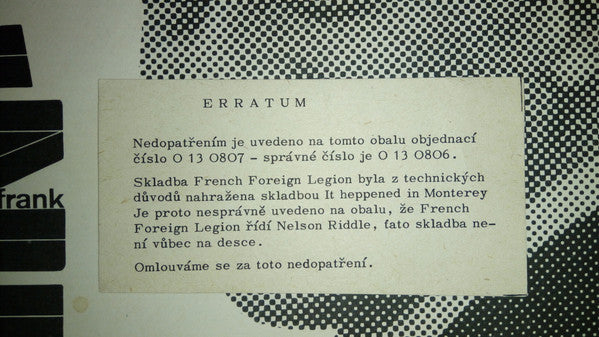 ERRATUM
Nedopatřením je uvedeno na tomto obalu objednací
číslo O 13 0807 – správné číslo je O 13 0806.
Skladba French Foreign Legion byla z technických
důvodů nahražena skladbou It heppened in Monterey
Je proto nesprávně uvedeno na obalu, že French
Foreign Legion řídí Nelson Riddle, ťato skladba ne–
ní vůbec na desce.
Omlouváme se za toto nedopatření.
frank